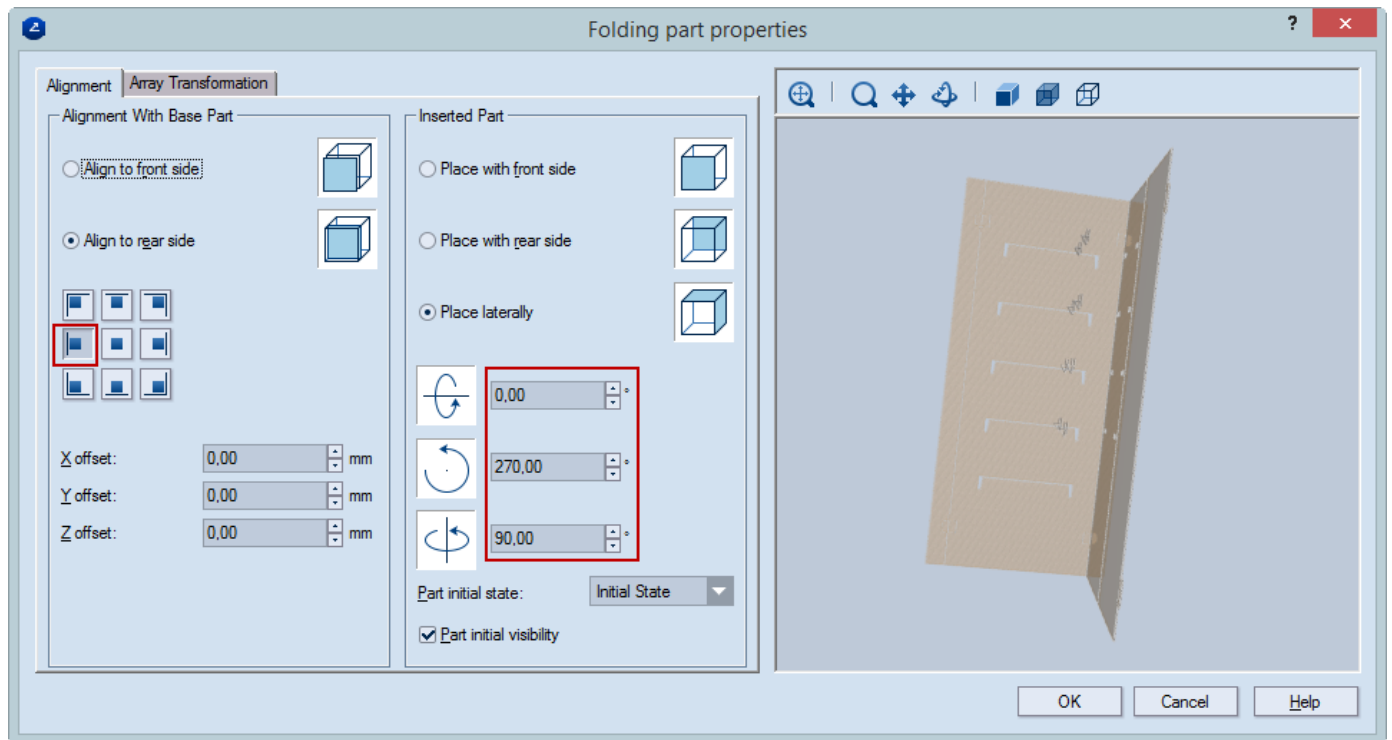 Folding part properties
?
Alignment
Array Transformation
Alignment With Base Part
Align to front side
Align to rear side
X offset: 0,00 mm
Y offset: 0,00 mm
Z offset: 0,00 mm
Inserted Part
Place with front side
Place with rear side
Place laterally
0,00 °
270,00 °
90,00 °
Part initial state: Initial State
Part initial visibility
OK
Cancel
Help